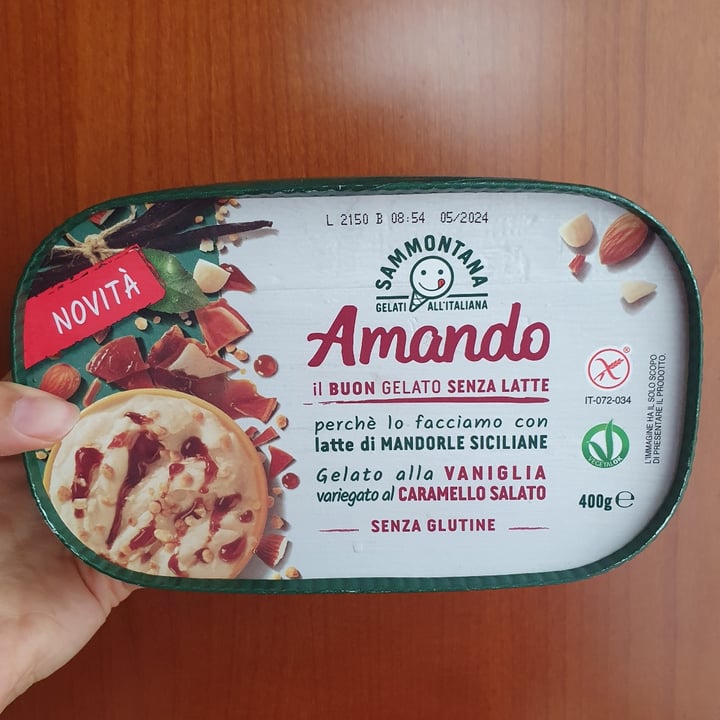 L 2150 B 08:54 05/2024
SAMMONTANA
GELATI ALL'ITALIANA
NOVITÀ
Amando
il BUON GELATO SENZA LATTE
perchè lo facciamo con
latte di MANDORLE SICILIANE
Gelato alla VANIGLIA
variegato al CARAMELLO SALATO
SENZA GLUTINE
IT-072-034
VEGETALOK
400g ℮
L'IMMAGINE HA IL SOLO SCOPO
DI PRESENTARE IL PRODOTTO.